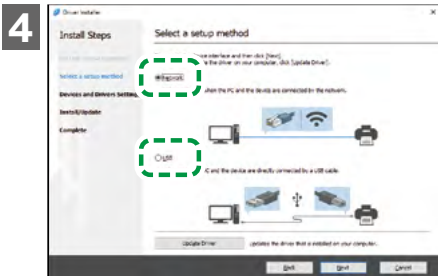 4
Driver Installer
Install Steps
Select a setup method
interface and then click [Next].
the driver on your computer, click [Update Driver].
Select a setup method
Network
Devices and Drivers Setting
when the PC and the device are connected by the network.
Install/Update
Complete
USB
and the device are directly connected by a USB cable.
Update Driver
Updates the driver that is installed on your computer.
Back
Next
Cancel